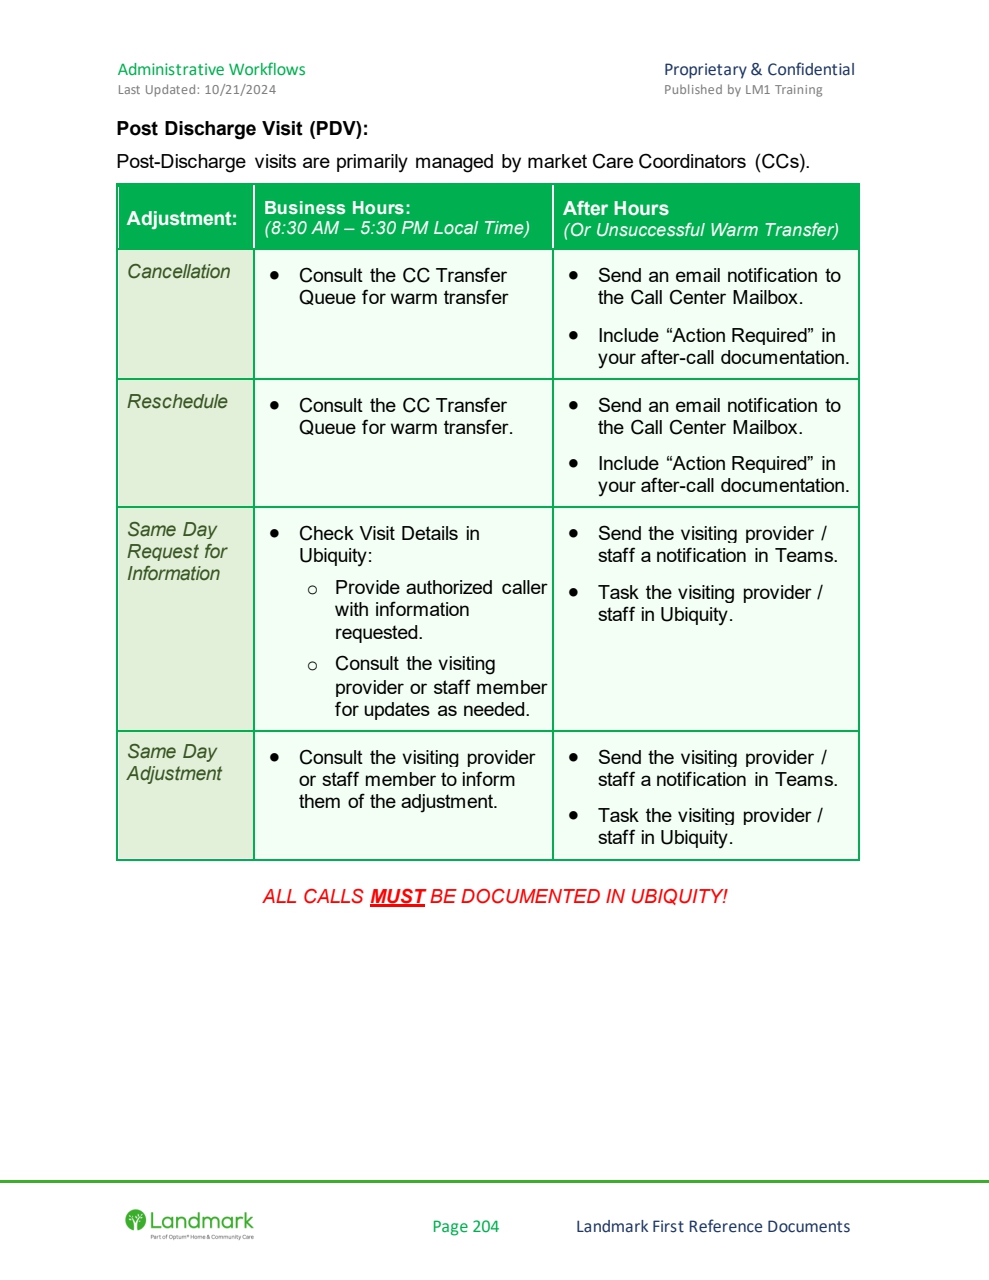 Administrative Workflows
Proprietary & Confidential
Last Updated: 10/21/2024
Published by LM1 Training
Post Discharge Visit (PDV):
Post-Discharge visits are primarily managed by market Care Coordinators (CCs).
Adjustment:
Business Hours:
(8:30 AM – 5:30 PM Local Time)
After Hours
(Or Unsuccessful Warm Transfer)
Cancellation
● Consult the CC Transfer
Queue for warm transfer
● Send an email notification to
the Call Center Mailbox.
● Include “Action Required” in
your after-call documentation.
Reschedule
● Consult the CC Transfer
Queue for warm transfer.
● Send an email notification to
the Call Center Mailbox.
● Include “Action Required” in
your after-call documentation.
Same Day
Request for
Information
● Check Visit Details in
Ubiquity:
o Provide authorized caller
with information
requested.
o Consult the visiting
provider or staff member
for updates as needed.
● Send the visiting provider /
staff a notification in Teams.
● Task the visiting provider /
staff in Ubiquity.
Same Day
Adjustment
● Consult the visiting provider
or staff member to inform
them of the adjustment.
● Send the visiting provider /
staff a notification in Teams.
● Task the visiting provider /
staff in Ubiquity.
ALL CALLS MUST BE DOCUMENTED IN UBIQUITY!
Landmark
Part of Optum® Home & Community Care
Page 204
Landmark First Reference Documents